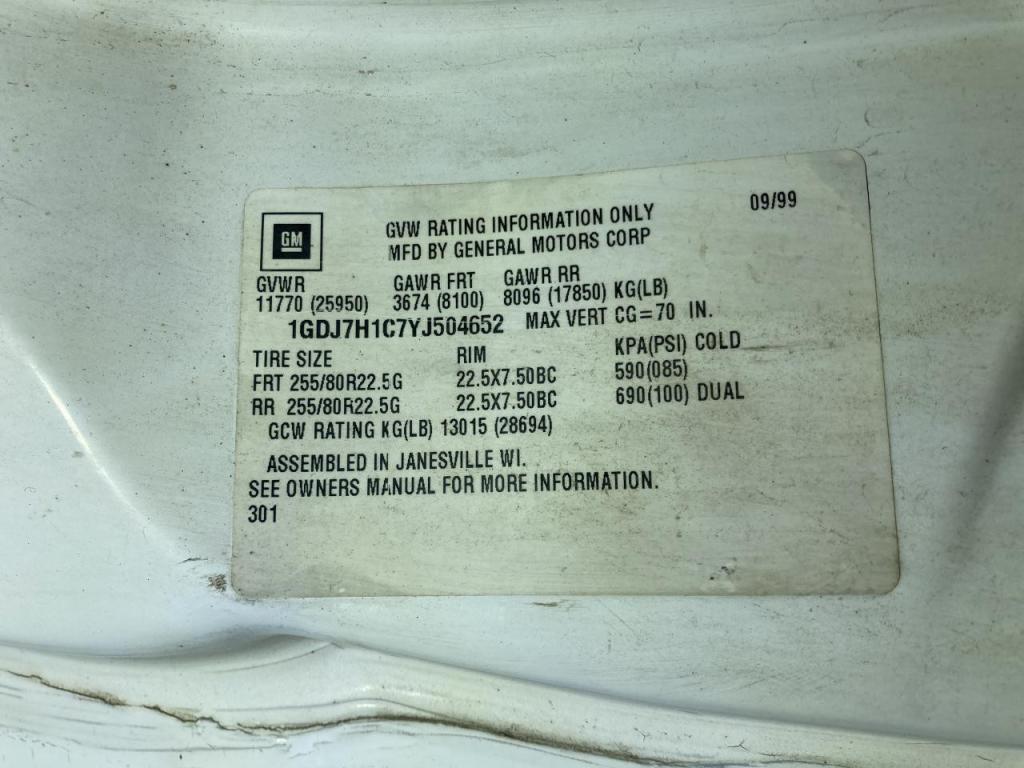 GM
GVW RATING INFORMATION ONLY 09/99
MFD BY GENERAL MOTORS CORP
GVWR GAWR FRT GAWR RR
11770 (25950) 3674 (8100) 8096 (17850) KG(LB)
1GDJ7H1C7YJ504652 MAX VERT CG=70 IN.
TIRE SIZE RIM KPA(PSI) COLD
FRT 255/80R22.5G 22.5X7.50BC 590(085)
RR 255/80R22.5G 22.5X7.50BC 690(100) DUAL
GCW RATING KG(LB) 13015 (28694)
ASSEMBLED IN JANESVILLE WI.
SEE OWNERS MANUAL FOR MORE INFORMATION.
301